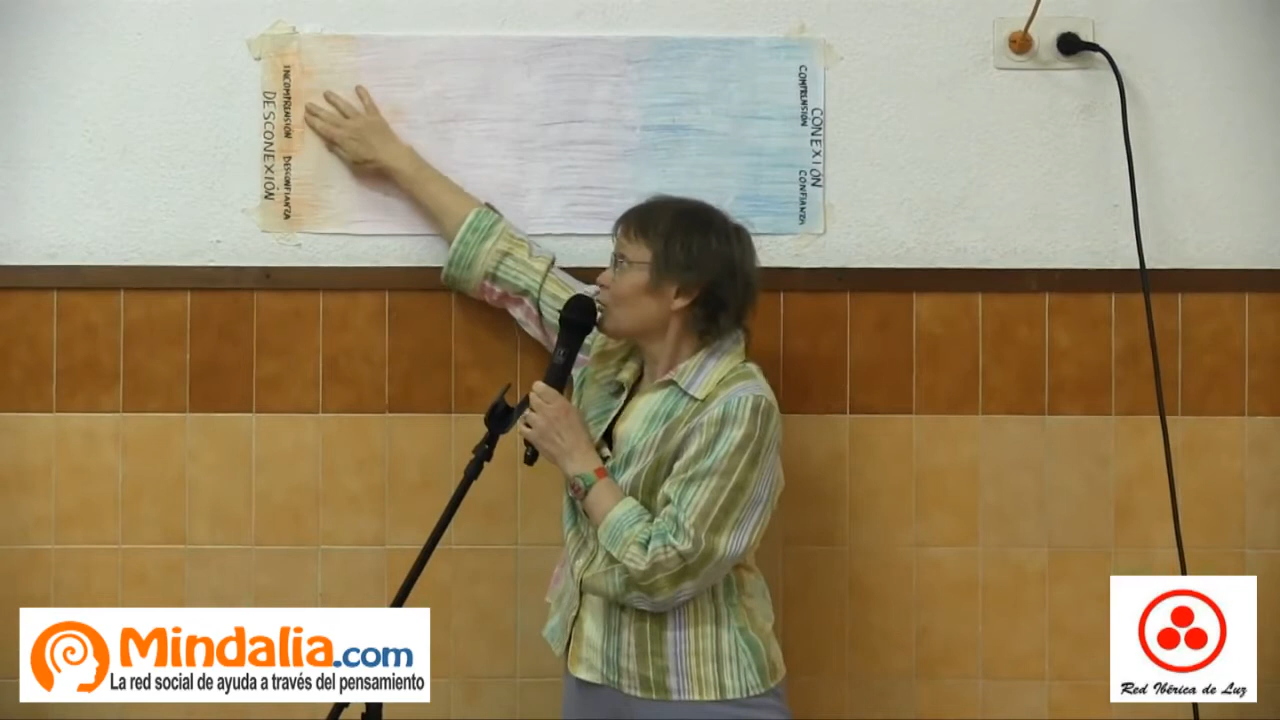 INCOMPRENSIÓN DESCONFIANZA
DESCONEXIÓN
COMPRENSIÓN CONFIANZA
CONEXIÓN
Mindalia.com
La red social de ayuda a través del pensamiento
Red Ibérica de Luz